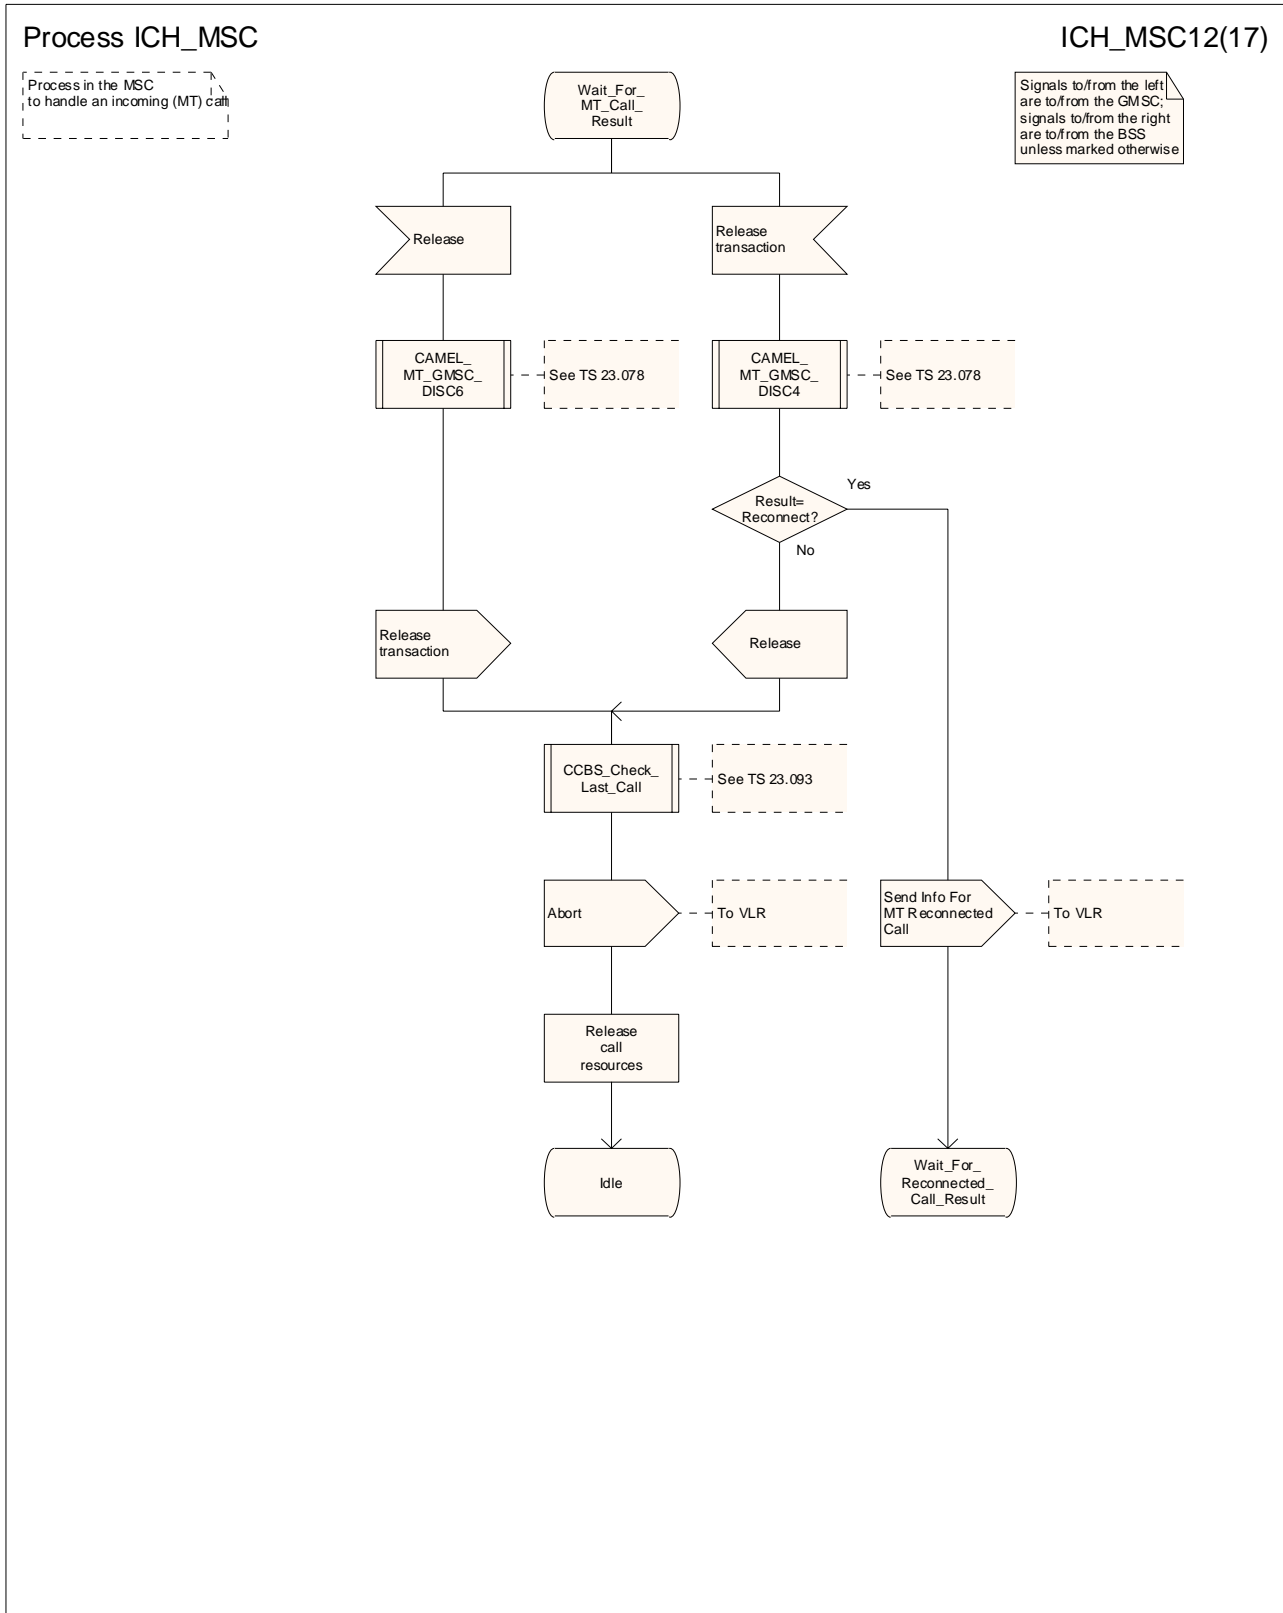 Process ICH_MSC
ICH_MSC12(17)
Process in the MSC
to handle an incoming (MT) call
Wait_For_
MT_Call_
Result
Signals to/from the left
are to/from the GMSC;
signals to/from the right
are to/from the BSS
unless marked otherwise
Release
Release
transaction
CAMEL_
MT_GMSC_
DISC6
See TS 23.078
CAMEL_
MT_GMSC_
DISC4
See TS 23.078
Result=
Reconnect?
Yes
No
Release
transaction
Release
CCBS_Check_
Last_Call
See TS 23.093
Abort
To VLR
Send Info For
MT Reconnected
Call
To VLR
Release
call
resources
Idle
Wait_For_
Reconnected_
Call_Result